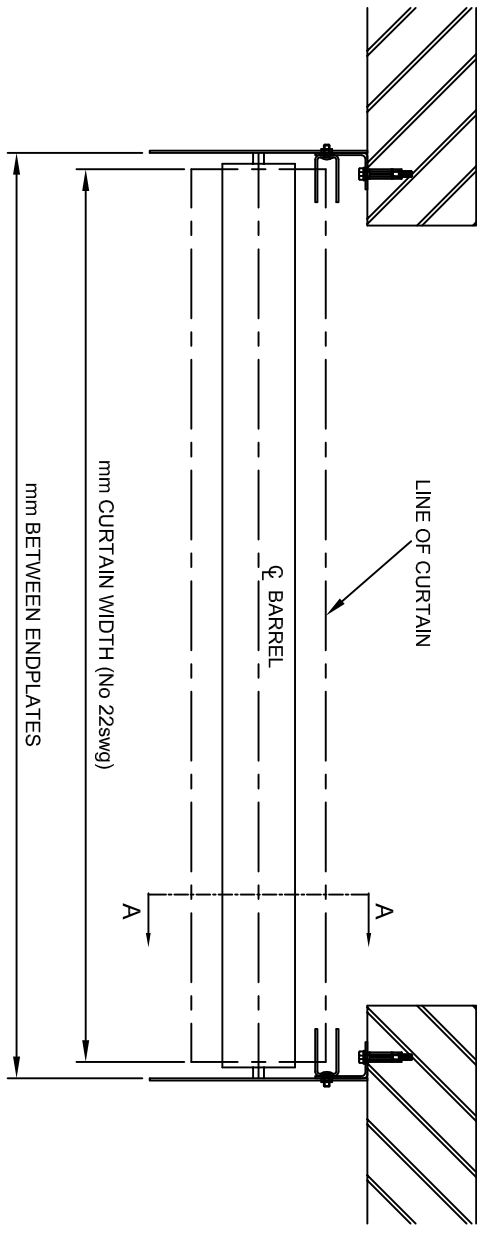 LINE OF CURTAIN
℄ BARREL
A
A
mm CURTAIN WIDTH (No 22swg)
mm BETWEEN ENDPLATES